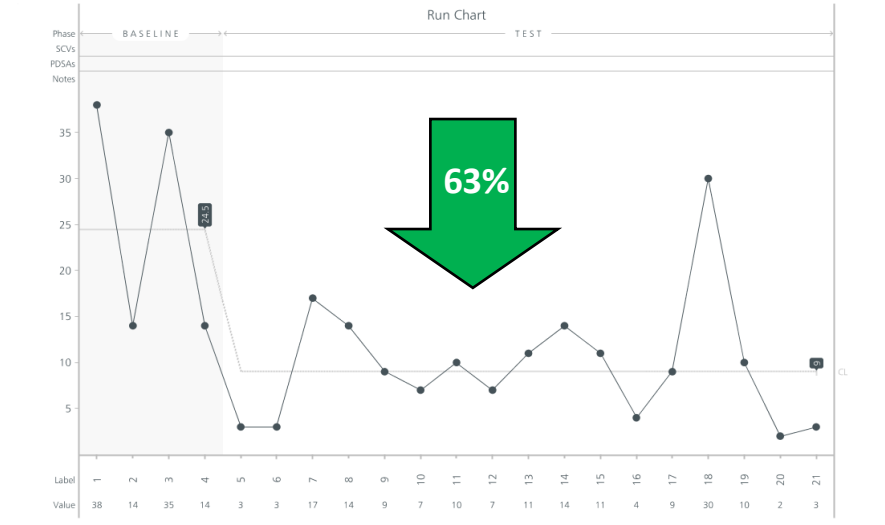 Run Chart
Phase BASELINE TEST
SCVs
PDSAs
Notes
35
30
25
20
15
10
5
24.5
63%
9
CL
Label 1 2 3 4 5 6 7 8 9 10 11 12 13 14 15 16 17 18 19 20 21
Value 38 14 35 14 3 3 17 14 9 7 10 7 11 14 11 4 9 30 10 2 3